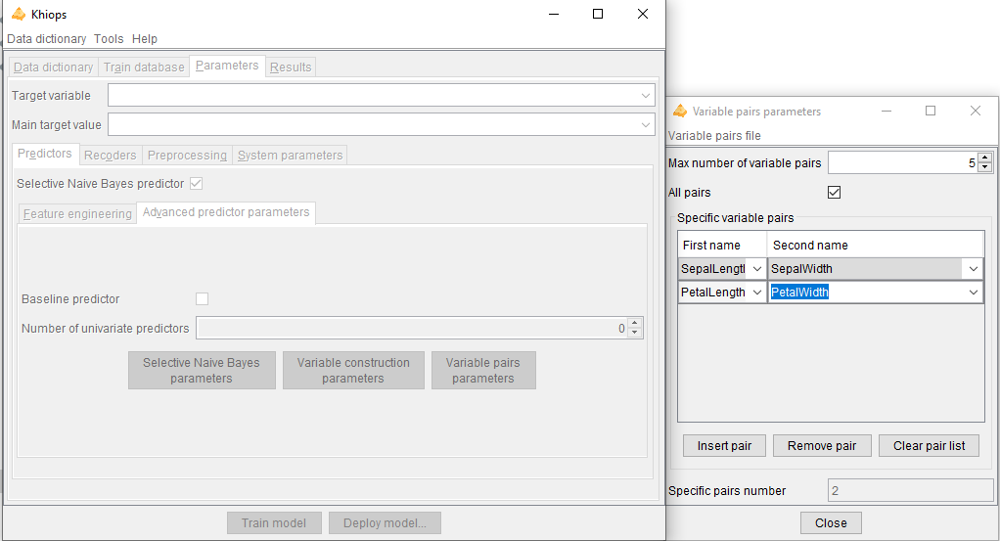 Khiops
Data dictionary Tools Help
Data dictionary Train database Parameters Results
Target variable
Main target value
Predictors Recoders Preprocessing System parameters
Selective Naive Bayes predictor
Feature engineering Advanced predictor parameters
Baseline predictor
Number of univariate predictors 0
Selective Naive Bayes parameters
Variable construction parameters
Variable pairs parameters
Train model Deploy model...
Variable pairs parameters
Variable pairs file
Max number of variable pairs 5
All pairs
Specific variable pairs
First name Second name
SepalLengtl SepalWidth
PetalLength PetalWidth
Insert pair Remove pair Clear pair list
Specific pairs number 2
Close